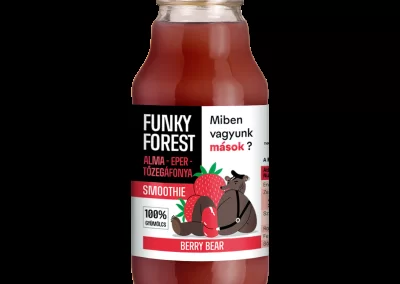 FUNKY
FOREST
ALMA - EPER -
TŐZEGÁFONYA
SMOOTHIE
100%
GYÜMÖLCS
Miben
vagyunk
mások ?
BERRY BEAR